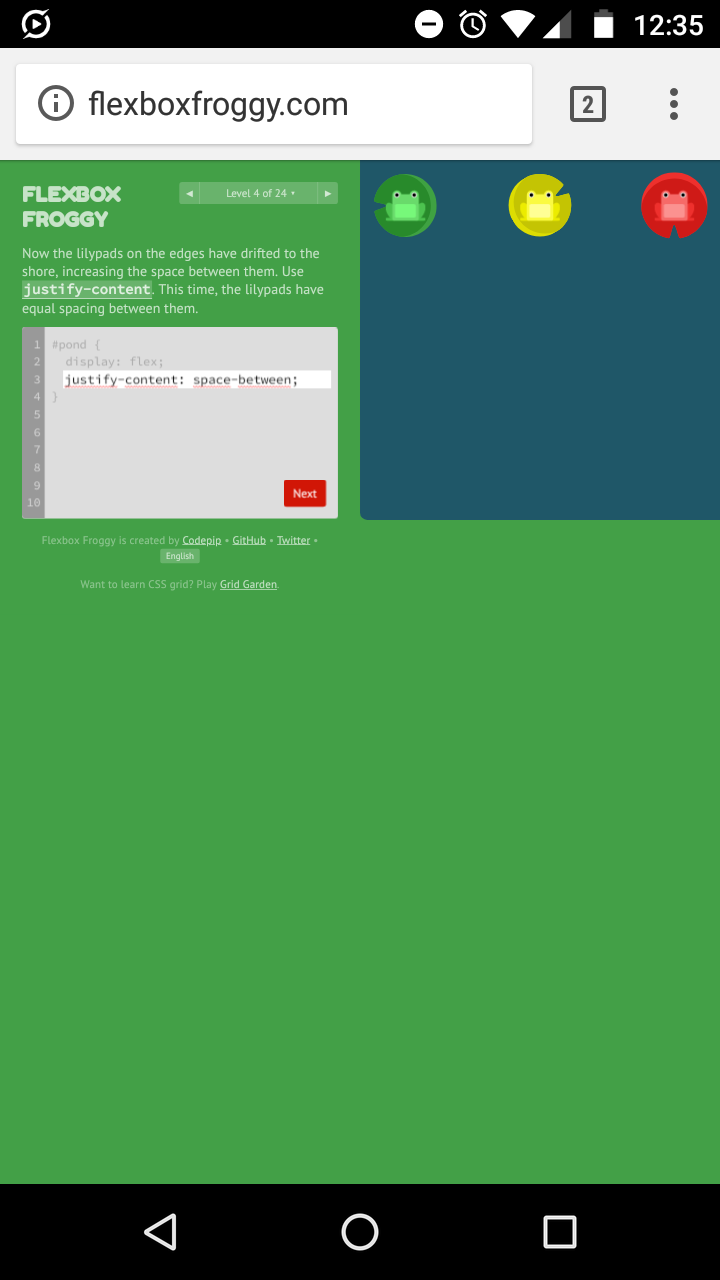 12:35
flexboxfroggy.com
2
FLEXBOX
FROGGY
◀ Level 4 of 24 ▾ ▶
Now the lilypads on the edges have drifted to the
shore, increasing the space between them. Use
justify-content. This time, the lilypads have
equal spacing between them.
1 #pond {
2 display: flex;
3 justify-content: space-between;
4 }
5
6
7
8
9
10
Next
Flexbox Froggy is created by Codepip • GitHub • Twitter •
English
Want to learn CSS grid? Play Grid Garden.